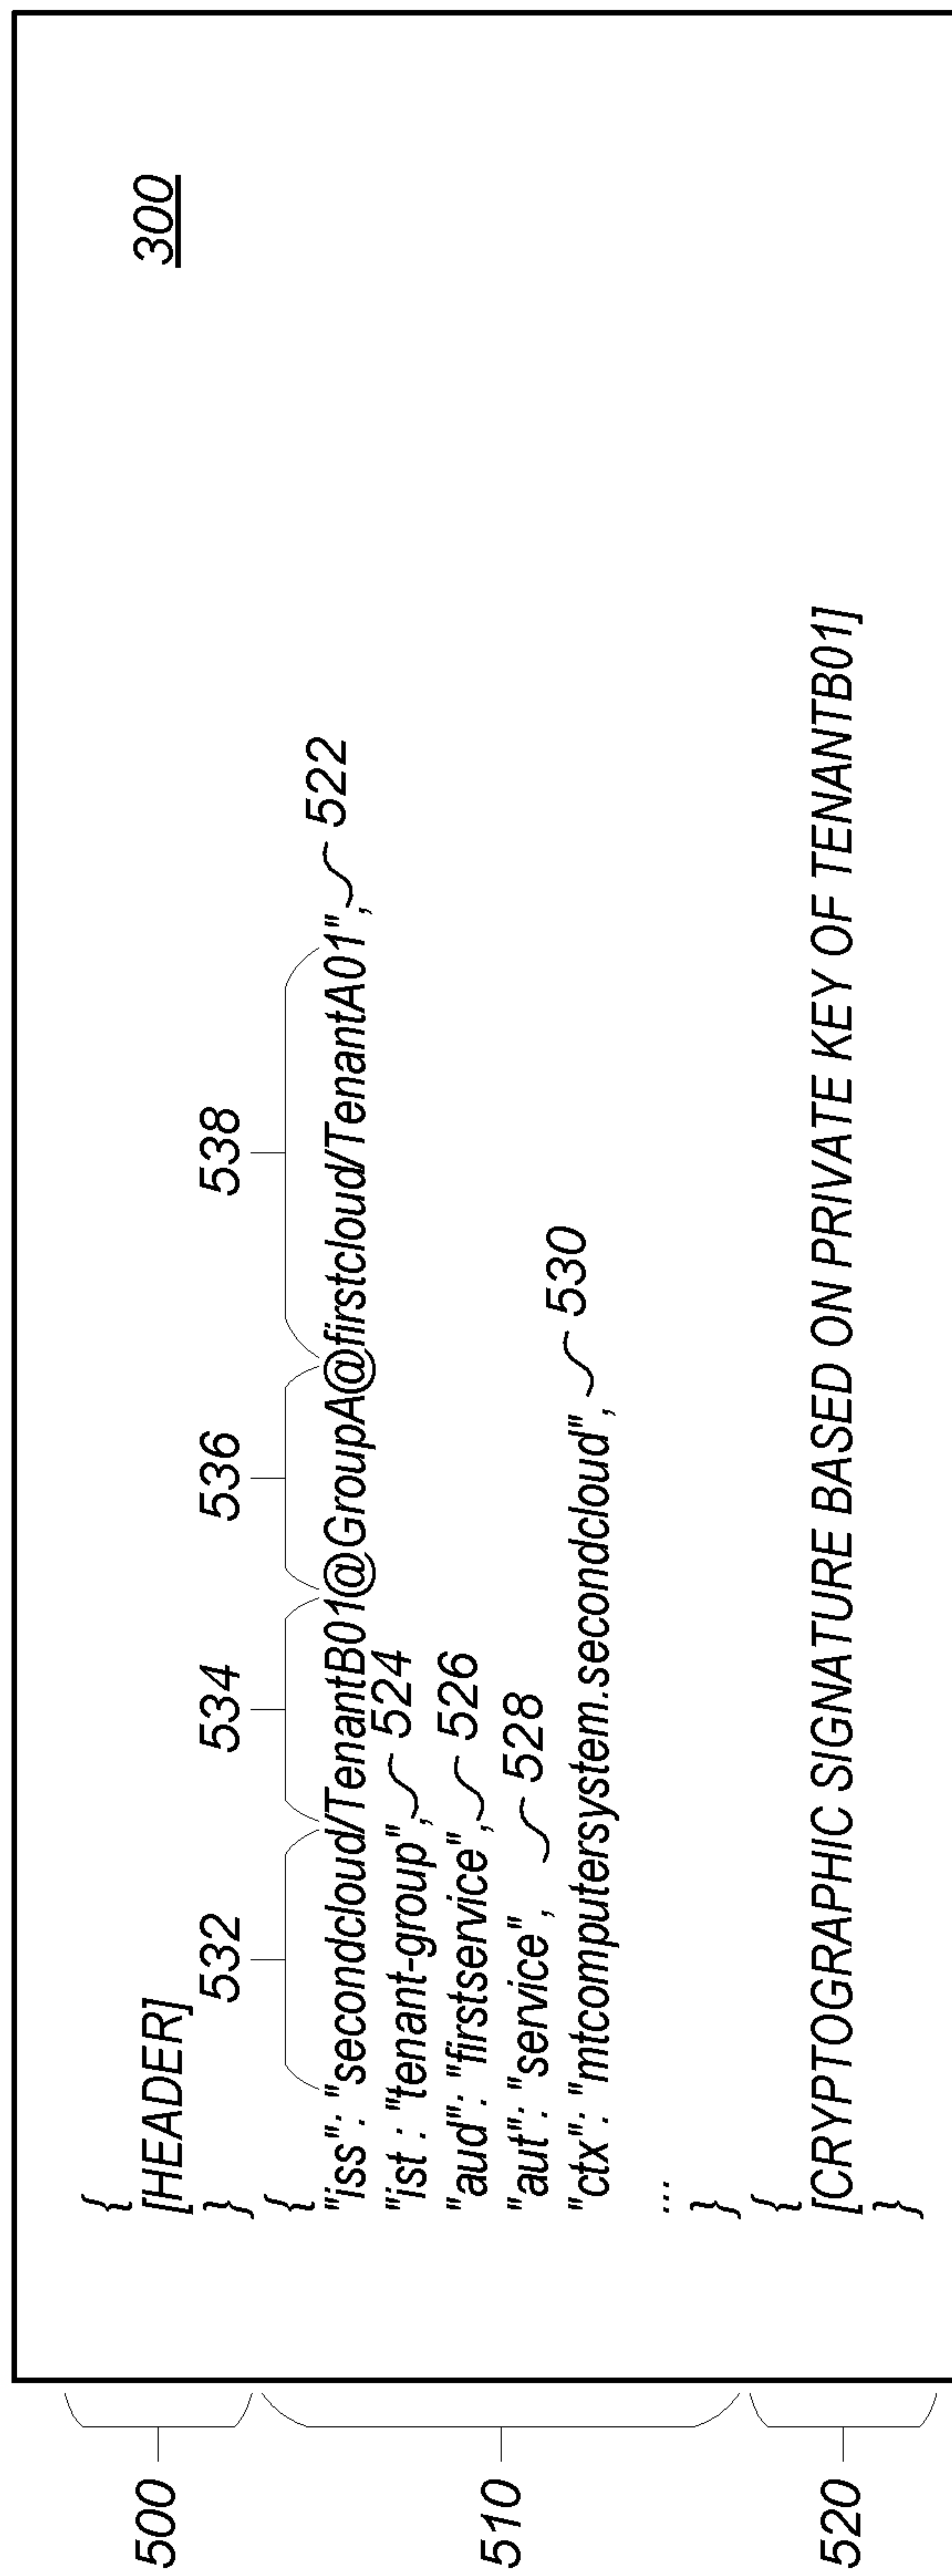 300
500
{
[HEADER]
}
510
{
532 534 536 538
"iss": "secondcloud/TenantB01@GroupA@firstcloud/TenantA01", 522
"ist : "tenant-group", 524
"aud": "firstservice", 526
"aut": "service", 528
"ctx": "mtcomputersystem.secondcloud", 530
...
}
520
{
[CRYPTOGRAPHIC SIGNATURE BASED ON PRIVATE KEY OF TENANTB01]
}